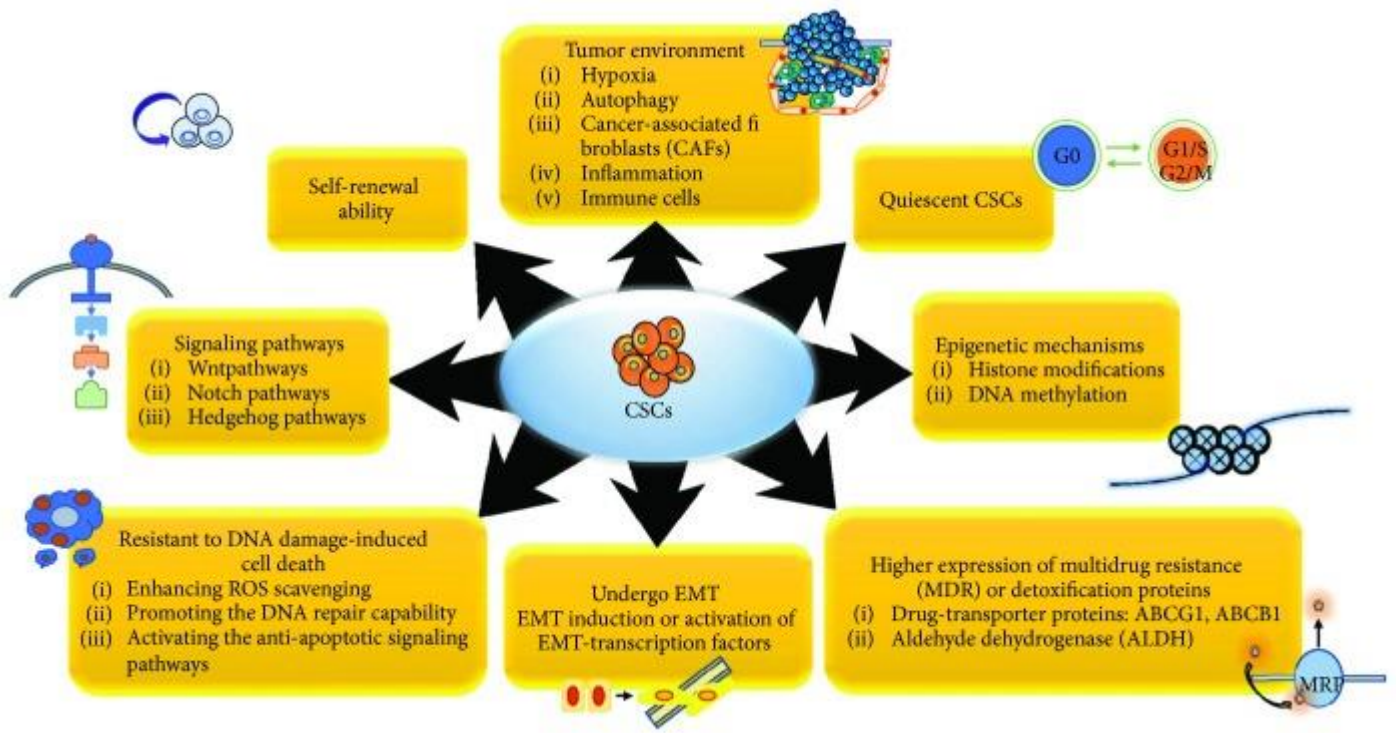 Tumor environment
(i) Hypoxia
(ii) Autophagy
(iii) Cancer-associated fi
broblasts (CAFs)
(iv) Inflammation
(v) Immune cells
Self-renewal
ability
G0
G1/S
G2/M
Quiescent CSCs
Signaling pathways
(i) Wntpathways
(ii) Notch pathways
(iii) Hedgehog pathways
CSCs
Epigenetic mechanisms
(i) Histone modifications
(ii) DNA methylation
Resistant to DNA damage-induced
cell death
(i) Enhancing ROS scavenging
(ii) Promoting the DNA repair capability
(iii) Activating the anti-apoptotic signaling
pathways
Undergo EMT
EMT induction or activation of
EMT-transcription factors
Higher expression of multidrug resistance
(MDR) or detoxification proteins
(i) Drug-transporter proteins: ABCG1, ABCB1
(ii) Aldehyde dehydrogenase (ALDH)
MRP